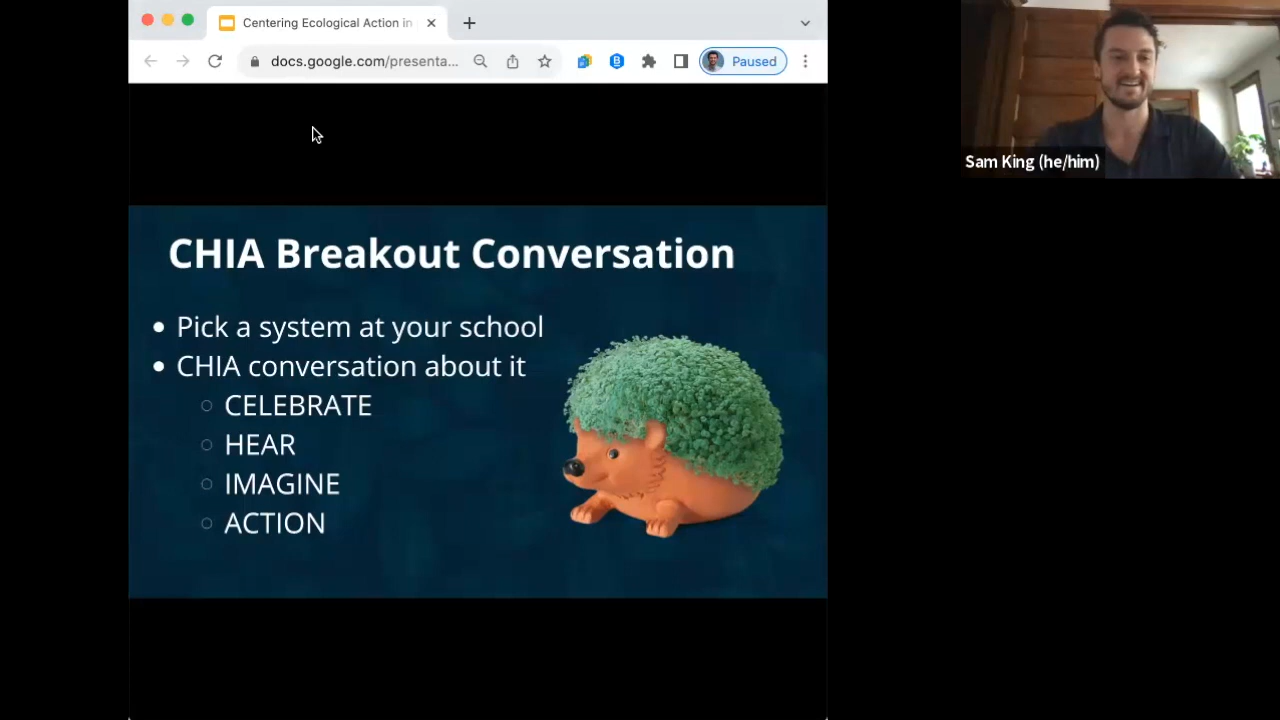 Centering Ecological Action in
docs.google.com/presenta...
Paused
Sam King (he/him)
CHIA Breakout Conversation
Pick a system at your school
CHIA conversation about it
CELEBRATE
HEAR
IMAGINE
ACTION